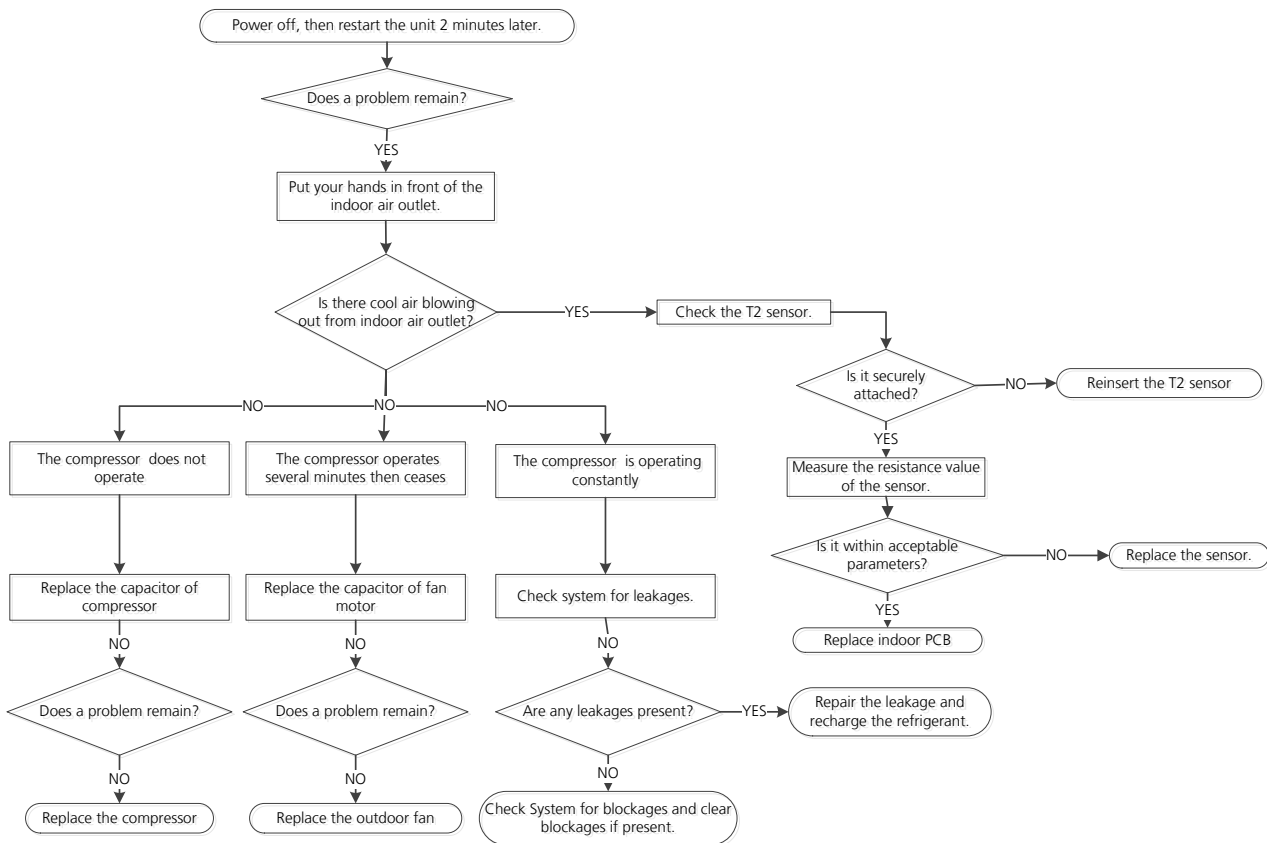 Power off, then restart the unit 2 minutes later.
Does a problem remain?
YES
Put your hands in front of the
indoor air outlet.
Is there cool air blowing
out from indoor air outlet?
YES
Check the T2 sensor.
Is it securely
attached?
NO
Reinsert the T2 sensor
YES
Measure the resistance value
of the sensor.
Is it within acceptable
parameters?
NO
Replace the sensor.
YES
Replace indoor PCB
NO
NO
NO
The compressor does not
operate
The compressor operates
several minutes then ceases
The compressor is operating
constantly
Replace the capacitor of
compressor
Replace the capacitor of fan
motor
Check system for leakages.
NO
NO
NO
Does a problem remain?
Does a problem remain?
Are any leakages present?
YES
Repair the leakage and
recharge the refrigerant.
NO
NO
NO
Replace the compressor
Replace the outdoor fan
Check System for blockages and clear
blockages if present.